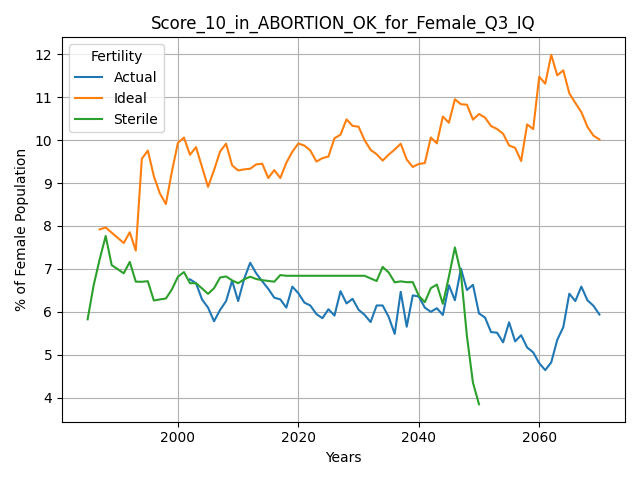 Score_10_in_ABORTION_OK_for_Female_Q3_IQ
Fertility
Actual
Ideal
Sterile
% of Female Population
12
11
10
9
8
7
6
5
4
2000
2020
2040
2060
Years